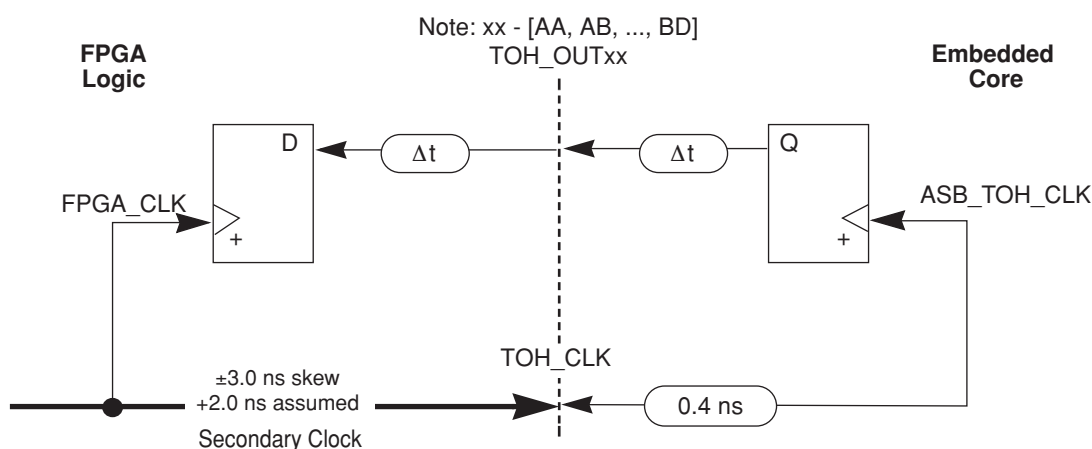 Note: xx - [AA, AB, ..., BD]
TOH_OUTxx
FPGA
Logic
Embedded
Core
D
Δt
Δt
Q
FPGA_CLK
+
ASB_TOH_CLK
+
TOH_CLK
±3.0 ns skew
+2.0 ns assumed
Secondary Clock
0.4 ns